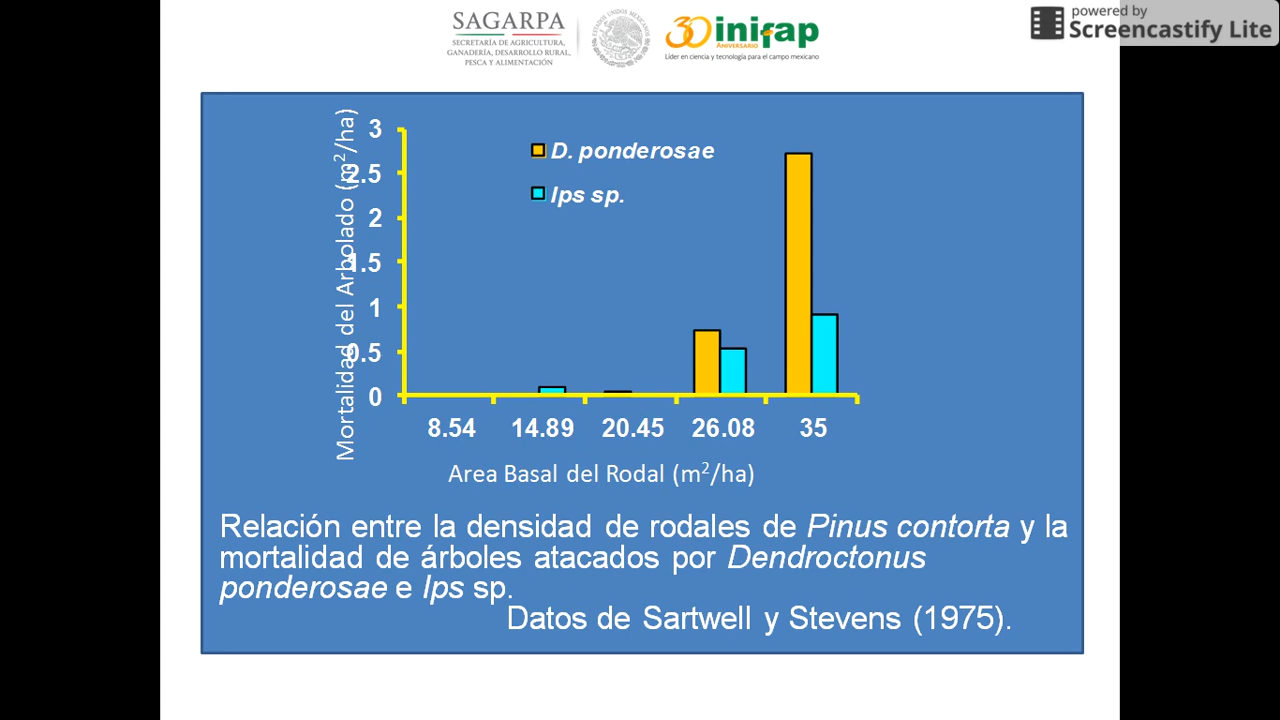 SAGARPA
SECRETARÍA DE AGRICULTURA,
GANADERÍA, DESARROLLO RURAL,
PESCA Y ALIMENTACIÓN
ESTADOS UNIDOS MEXICANOS
30
ANIVERSARIO
inifap
Líder en ciencia y tecnología para el campo mexicano
powered by
Screencastify Lite
Mortalidad del Arbolado (m²/ha)
3
2.5
2
1.5
1
0.5
0
D. ponderosae
Ips sp.
8.54 14.89 20.45 26.08 35
Area Basal del Rodal (m²/ha)
Relación entre la densidad de rodales de Pinus contorta y la
mortalidad de árboles atacados por Dendroctonus
ponderosae e Ips sp.
Datos de Sartwell y Stevens (1975).